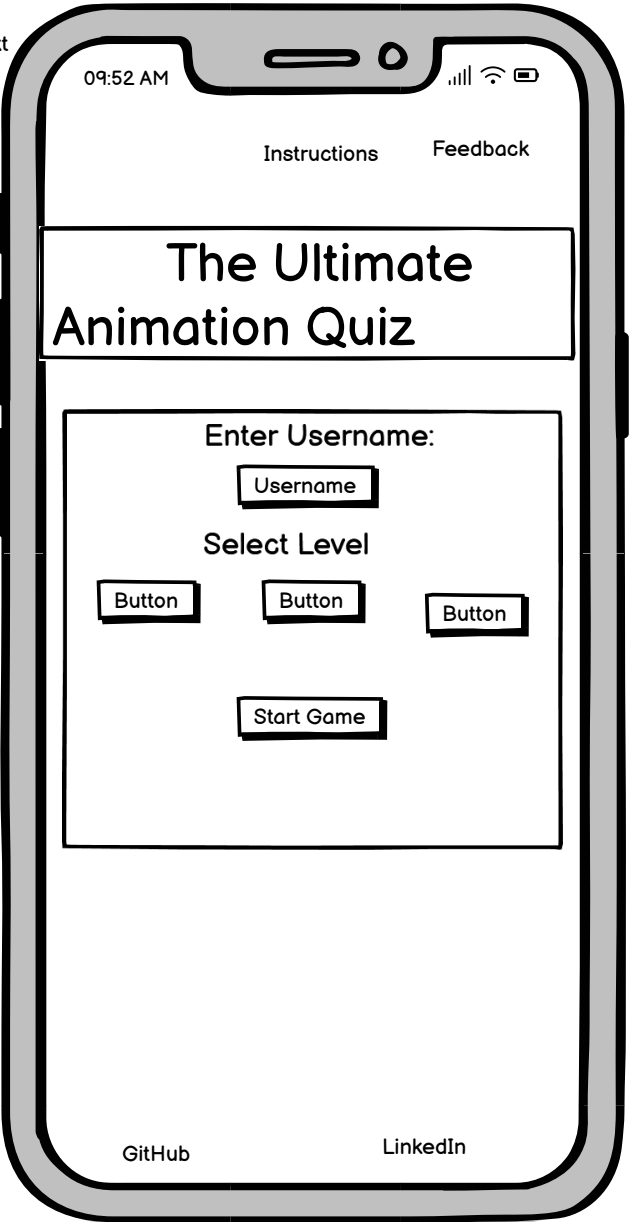 09:52 AM
Instructions Feedback
The Ultimate
Animation Quiz
Enter Username:
Username
Select Level
Button Button Button
Start Game
GitHub LinkedIn